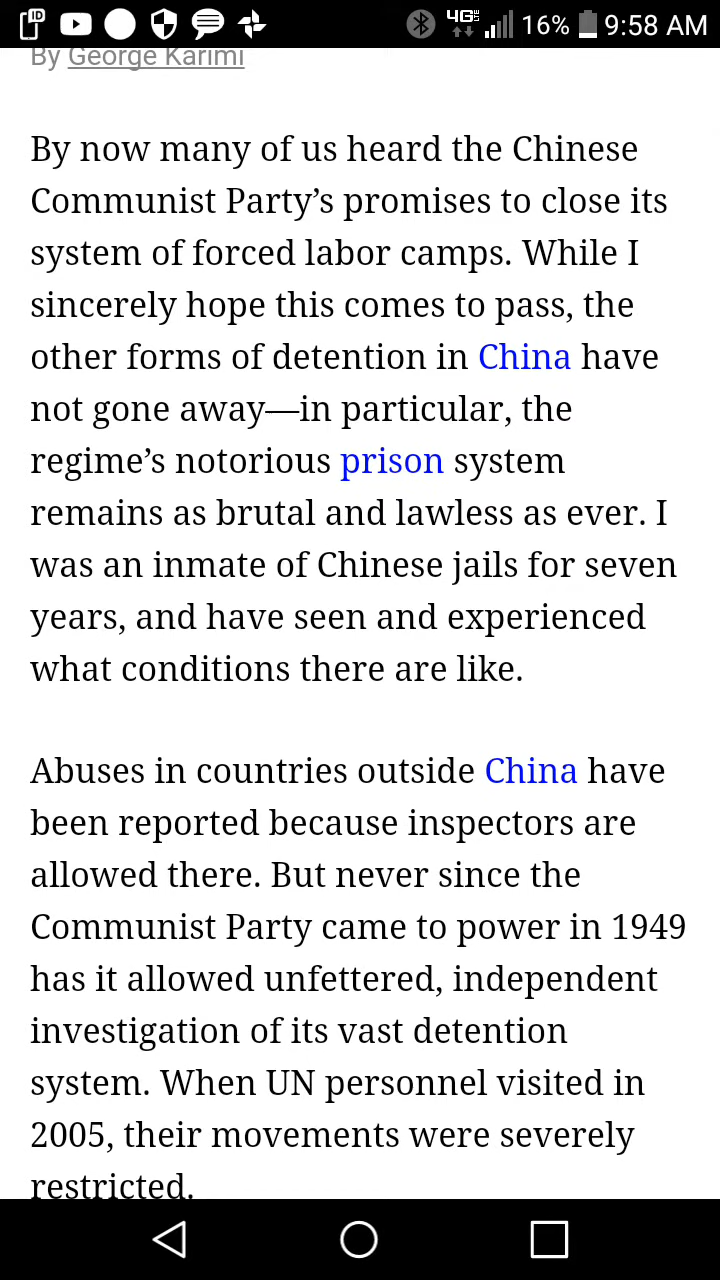 ID 4G LTE 16% 9:58 AM
By George Karimi
By now many of us heard the Chinese
Communist Party’s promises to close its
system of forced labor camps. While I
sincerely hope this comes to pass, the
other forms of detention in China have
not gone away—in particular, the
regime’s notorious prison system
remains as brutal and lawless as ever. I
was an inmate of Chinese jails for seven
years, and have seen and experienced
what conditions there are like.
Abuses in countries outside China have
been reported because inspectors are
allowed there. But never since the
Communist Party came to power in 1949
has it allowed unfettered, independent
investigation of its vast detention
system. When UN personnel visited in
2005, their movements were severely
restricted.